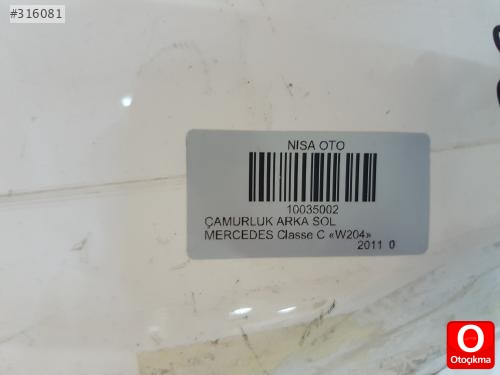 #316081
NISA OTO
10035002
ÇAMURLUK ARKA SOL
MERCEDES Classe C «W204»
2011 0
Otoçıkma